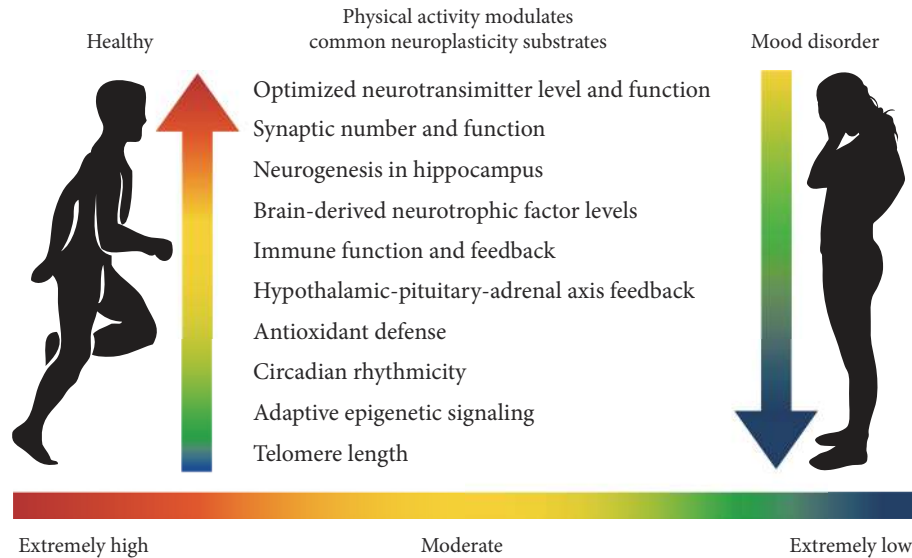 Physical activity modulates
common neuroplasticity substrates
Healthy
Mood disorder
Optimized neurotransimitter level and function
Synaptic number and function
Neurogenesis in hippocampus
Brain-derived neurotrophic factor levels
Immune function and feedback
Hypothalamic-pituitary-adrenal axis feedback
Antioxidant defense
Circadian rhythmicity
Adaptive epigenetic signaling
Telomere length
Extremely high
Moderate
Extremely low